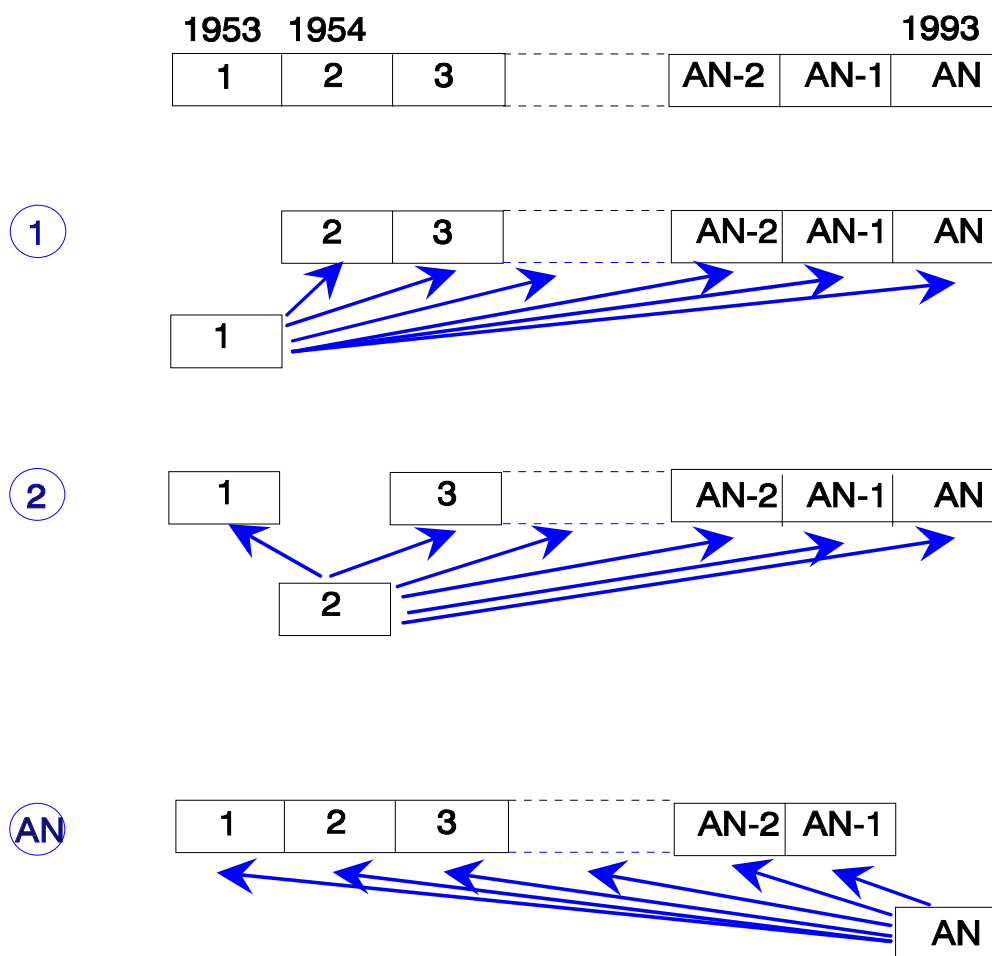 1953 1954 1993
1 2 3 AN-2 AN-1 AN
1 2 3 AN-2 AN-1 AN
1
2 1 3 AN-2 AN-1 AN
2
AN 1 2 3 AN-2 AN-1
AN